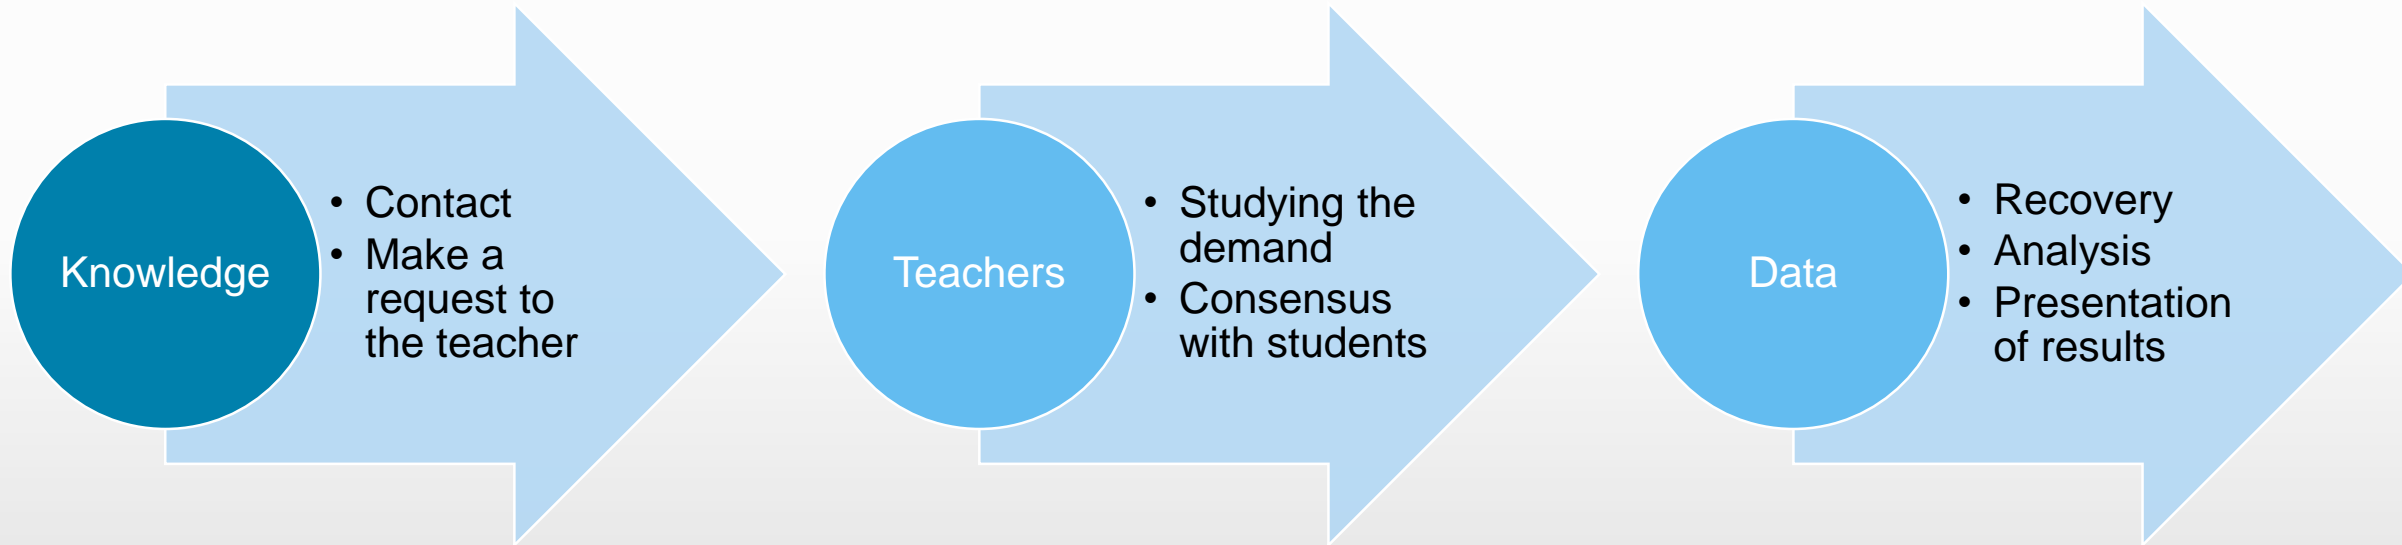 Knowledge
• Contact
• Make a
request to
the teacher
Teachers
• Studying the
demand
• Consensus
with students
Data
• Recovery
• Analysis
• Presentation
of results